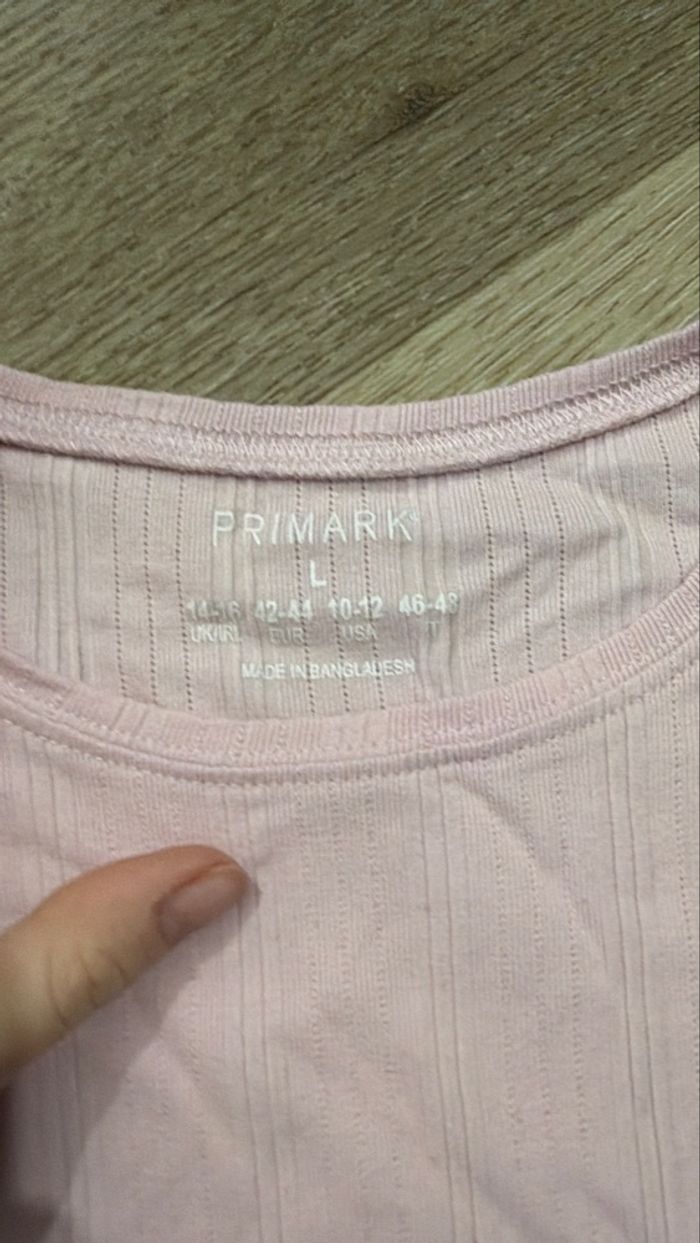 PRIMARK®
L
14-16 42-44 10-12 46-48
UK/IRL EUR USA IT
MADE IN BANGLADESH